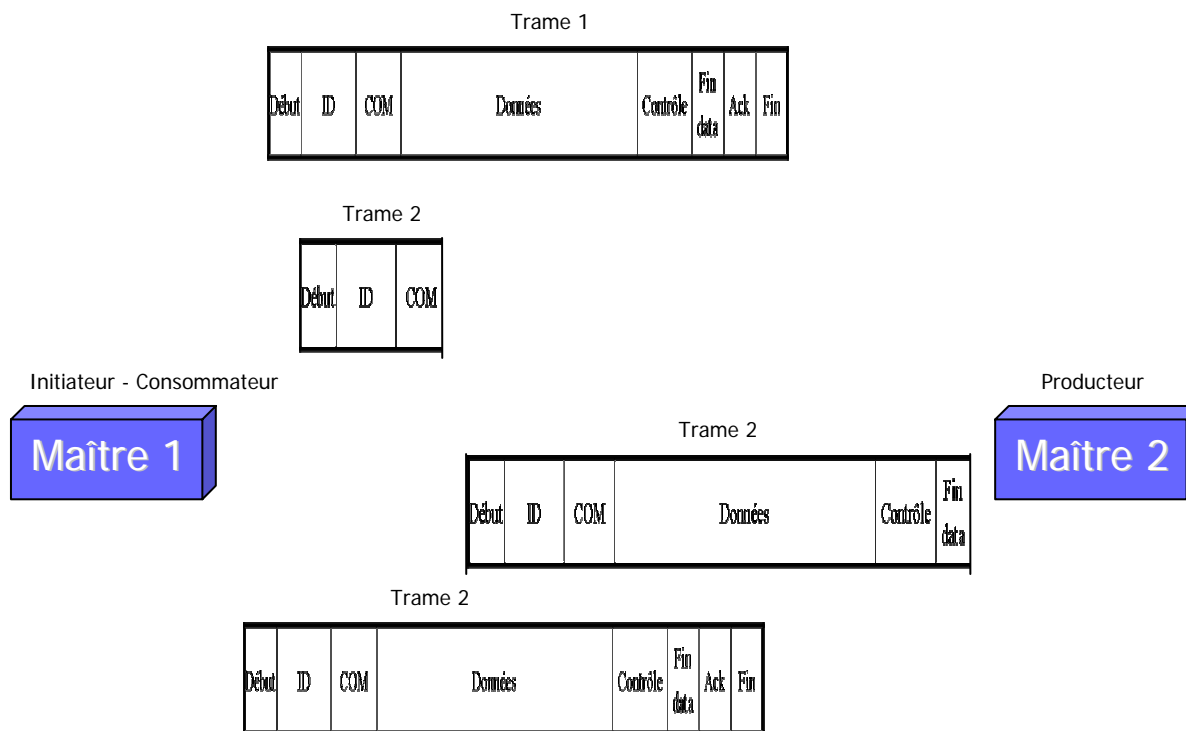 Trame 1
Début ID COM Données Contrôle Fin data Ack Fin
Trame 2
Début ID COM
Initiateur - Consommateur
Producteur
Maître 1
Maître 2
Trame 2
Début ID COM Données Contrôle Fin data
Trame 2
Début ID COM Données Contrôle Fin data Ack Fin